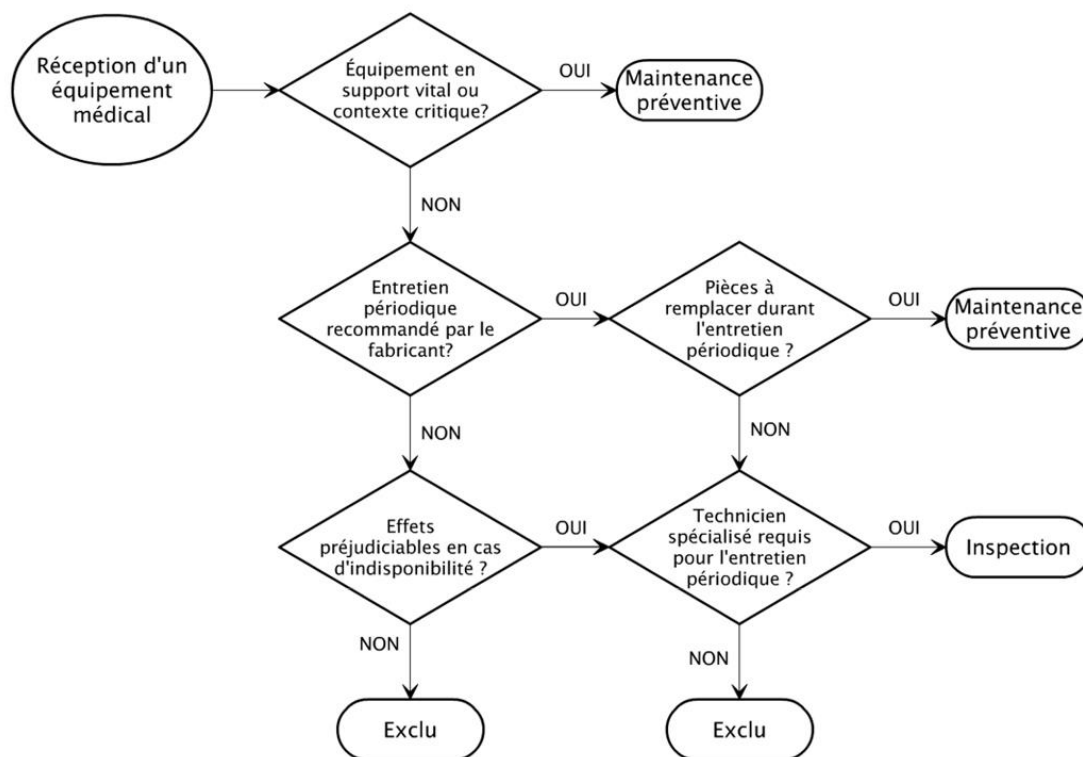 Réception d'un
équipement
médical
Équipement en
support vital ou
contexte critique?
OUI
Maintenance
préventive
NON
Entretien
périodique
recommandé par le
fabricant?
OUI
Pièces à
remplacer durant
l'entretien
périodique ?
OUI
Maintenance
préventive
NON
NON
Effets
préjudiciables en cas
d'indisponibilité ?
OUI
Technicien
spécialisé requis
pour l'entretien
périodique ?
OUI
Inspection
NON
NON
Exclu
Exclu